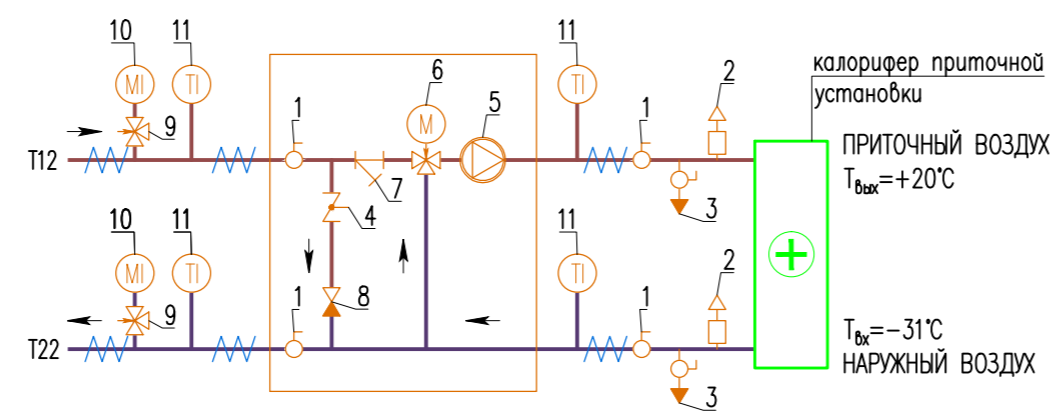 10 11 11
MI TI 6 TI 2 калорифер приточной
установки
9 1 M 5 1
T12 ПРИТОЧНЫЙ ВОЗДУХ
7 Tвых=+20°C
4 3
10 11 11
MI TI TI 2
9 1 8 1 Tвх=-31°C
T22 НАРУЖНЫЙ ВОЗДУХ
3